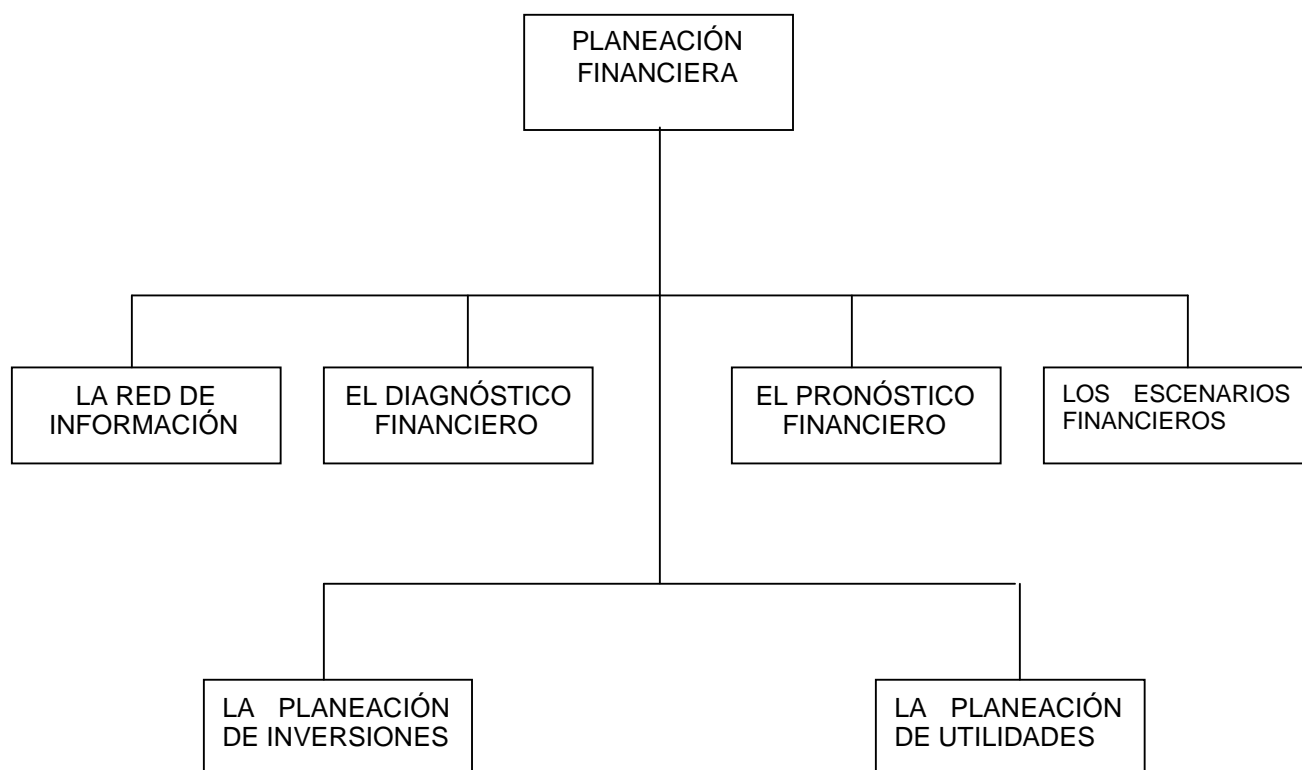 PLANEACIÓN
FINANCIERA
LA RED DE
INFORMACIÓN
EL DIAGNÓSTICO
FINANCIERO
EL PRONÓSTICO
FINANCIERO
LOS ESCENARIOS
FINANCIEROS
LA PLANEACIÓN
DE INVERSIONES
LA PLANEACIÓN
DE UTILIDADES